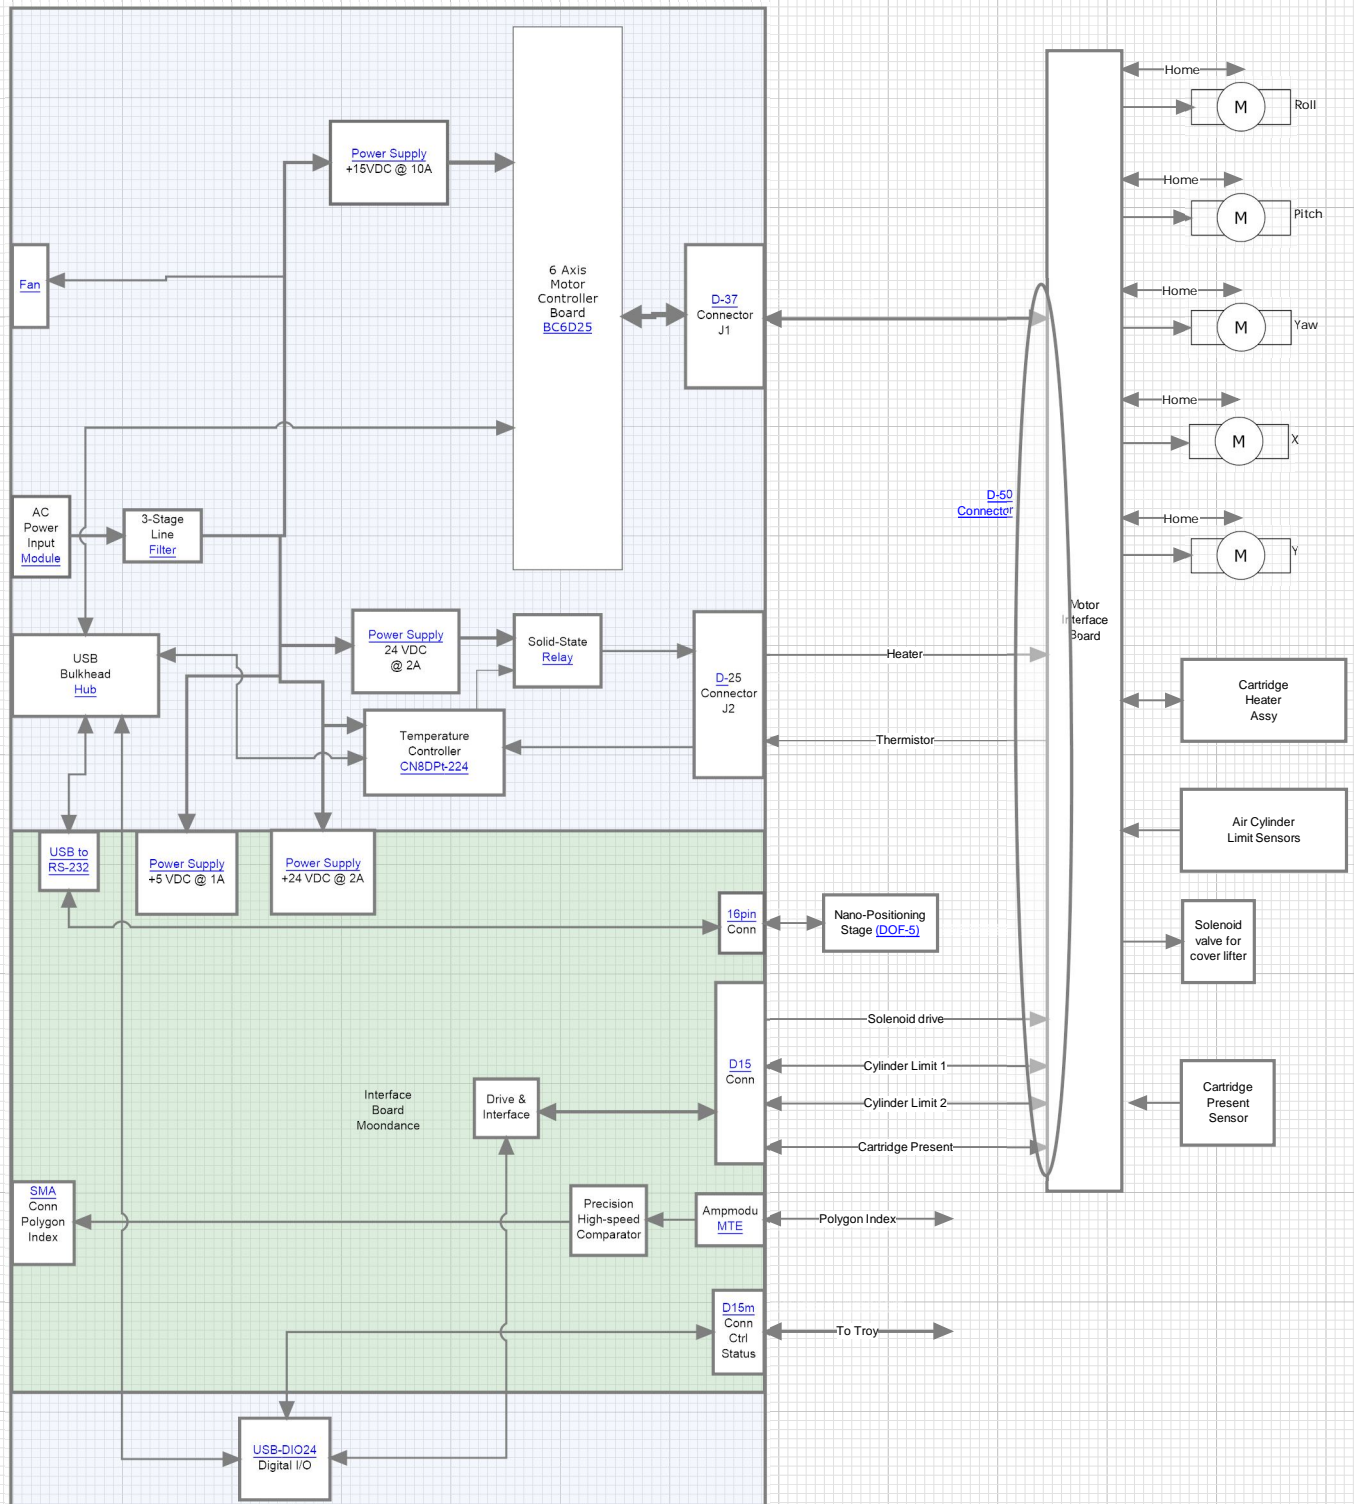 Home
M
Roll
Power Supply
+15VDC @ 10A
Home
M
Pitch
Fan
6 Axis
Motor
Controller
Board
BC6D25
D-37
Connector
J1
Home
M
Yaw
Home
M
X
D-50
Connector
AC
Power
Input
Module
3-Stage
Line
Filter
Home
M
Y
Motor
Interface
Board
USB
Bulkhead
Hub
Power Supply
24 VDC
@ 2A
Solid-State
Relay
D-25
Connector
J2
Heater
Cartridge
Heater
Assy
Temperature
Controller
CN8DPt-224
Thermistor
Air Cylinder
Limit Sensors
USB to
RS-232
Power Supply
+5 VDC @ 1A
Power Supply
+24 VDC @ 2A
16pin
Conn
Nano-Positioning
Stage (DOF-5)
Solenoid
valve for
cover lifter
Solenoid drive
D15
Conn
Cylinder Limit 1
Cylinder Limit 2
Cartridge Present
Cartridge
Present
Sensor
Interface
Board
Moondance
Drive &
Interface
SMA
Conn
Polygon
Index
Precision
High-speed
Comparator
Ampmodu
MTE
Polygon Index
D15m
Conn
Ctrl
Status
To Troy
USB-DIO24
Digital I/O